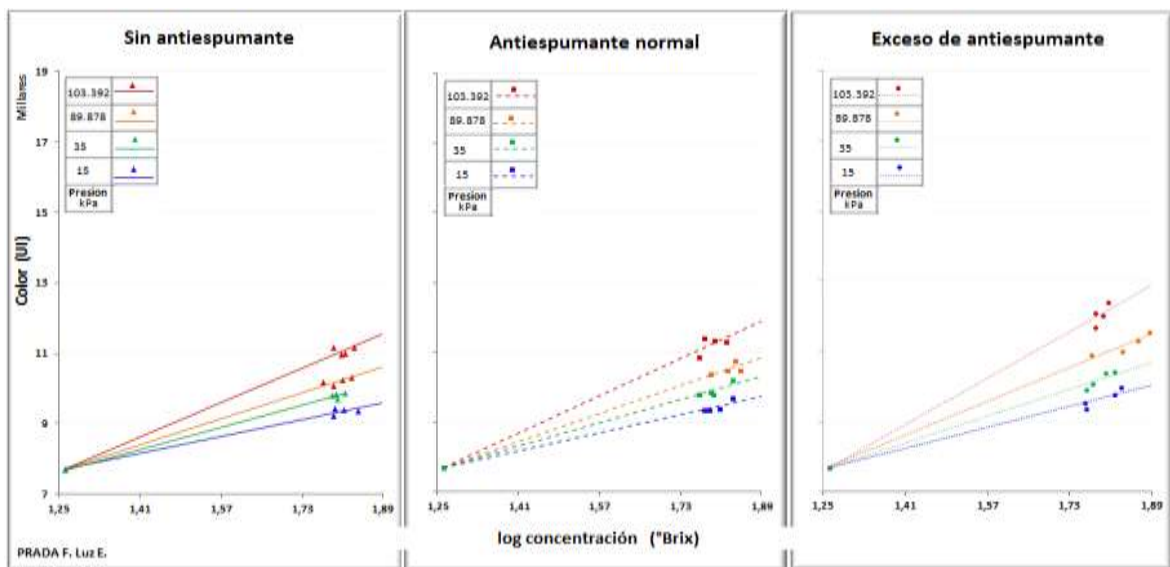 Sin antiespumante
Antiespumante normal
Exceso de antiespumante
Millares
Color (UI)
19
17
15
13
11
9
7
103.392
89.878
35
15
Presion
kPa
103.392
89.878
35
15
Presion
kPa
103.392
89.878
35
15
Presion
kPa
1,25 1,41 1,57 1,73 1,89
1,25 1,41 1,57 1,73 1,89
1,25 1,41 1,57 1,73 1,89
log concentración (°Brix)
PRADA F. Luz E.